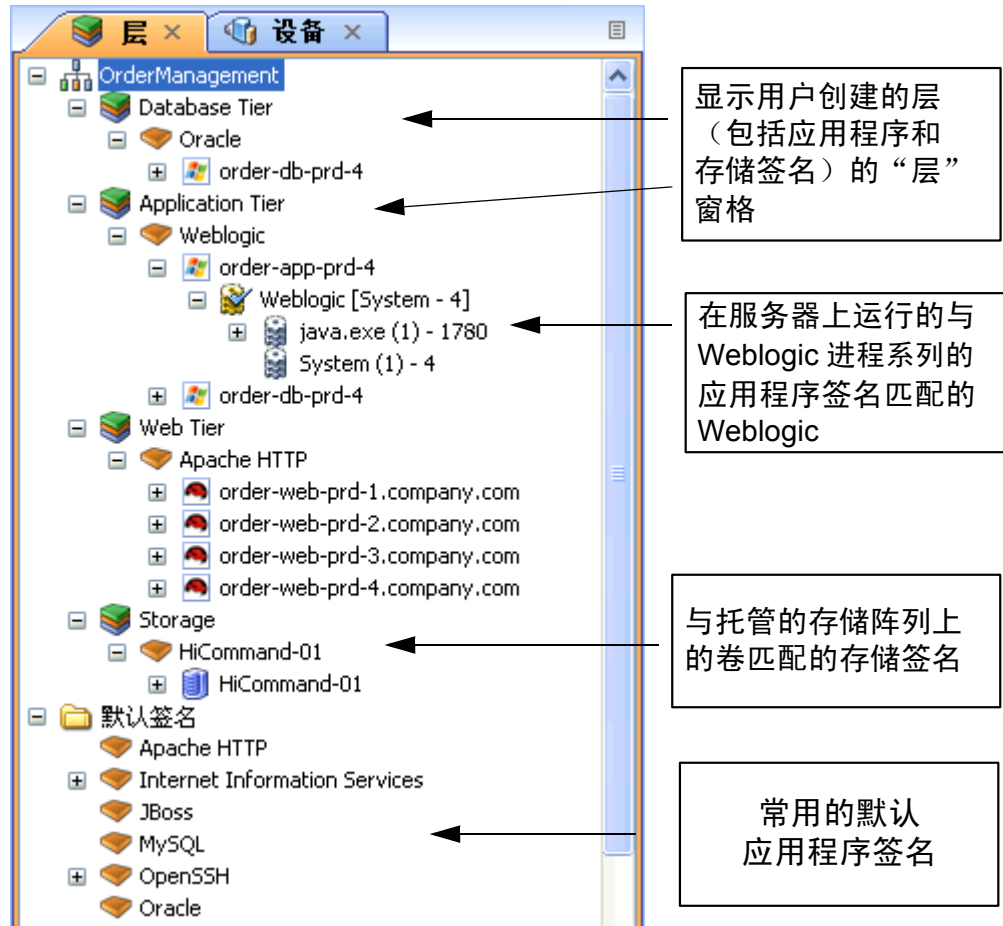 层
设备
OrderManagement
Database Tier
Oracle
order-db-prd-4
Application Tier
Weblogic
order-app-prd-4
Weblogic [System - 4]
java.exe (1) - 1780
System (1) - 4
order-db-prd-4
Web Tier
Apache HTTP
order-web-prd-1.company.com
order-web-prd-2.company.com
order-web-prd-3.company.com
order-web-prd-4.company.com
Storage
HiCommand-01
HiCommand-01
默认签名
Apache HTTP
Internet Information Services
JBoss
MySQL
OpenSSH
Oracle
显示用户创建的层
（包括应用程序和
存储签名）的“层”
窗格
在服务器上运行的与
Weblogic 进程系列的
应用程序签名匹配的
Weblogic
与托管的存储阵列上
的卷匹配的存储签名
常用的默认
应用程序签名